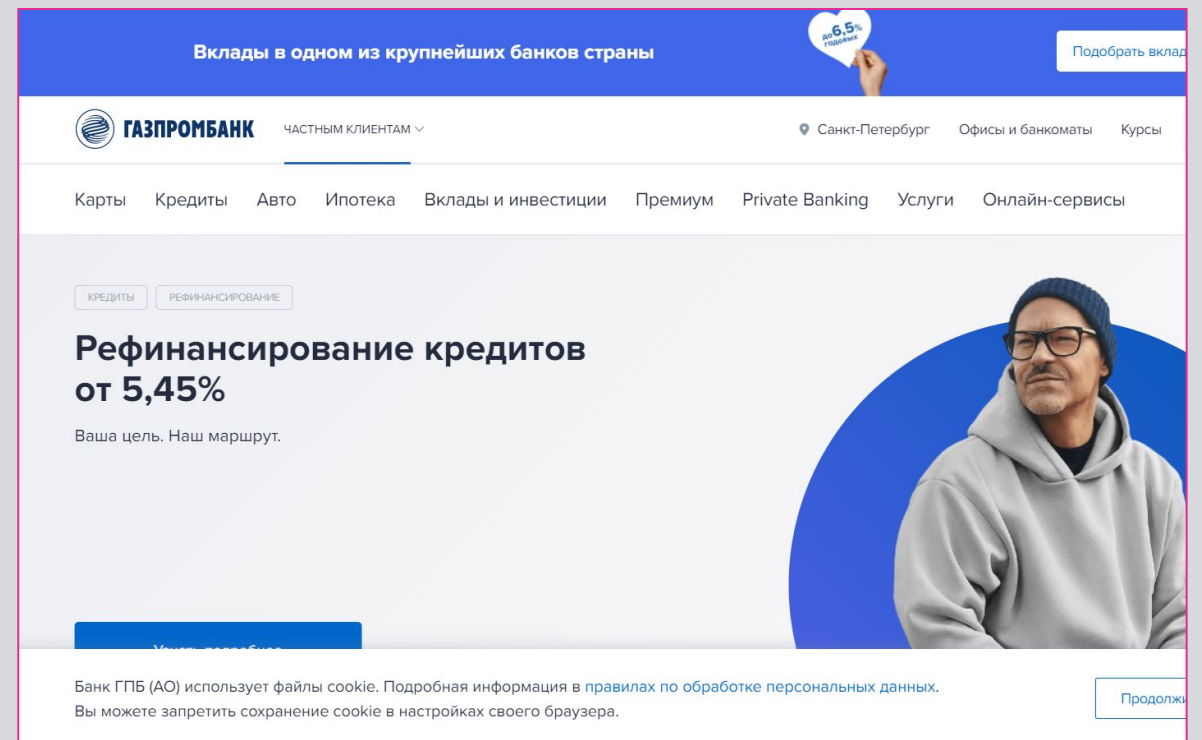 Вклады в одном из крупнейших банков страны
до 6,5%
годовых
Подобрать вклад
ГАЗПРОМБАНК
ЧАСТНЫМ КЛИЕНТАМ
Санкт-Петербург
Офисы и банкоматы
Курсы
Карты
Кредиты
Авто
Ипотека
Вклады и инвестиции
Премиум
Private Banking
Услуги
Онлайн-сервисы
КРЕДИТЫ
РЕФИНАНСИРОВАНИЕ
Рефинансирование кредитов
от 5,45%
Ваша цель. Наш маршрут.
Узнать подробнее
Банк ГПБ (АО) использует файлы cookie. Подробная информация в правилах по обработке персональных данных.
Вы можете запретить сохранение cookie в настройках своего браузера.
Продолжи